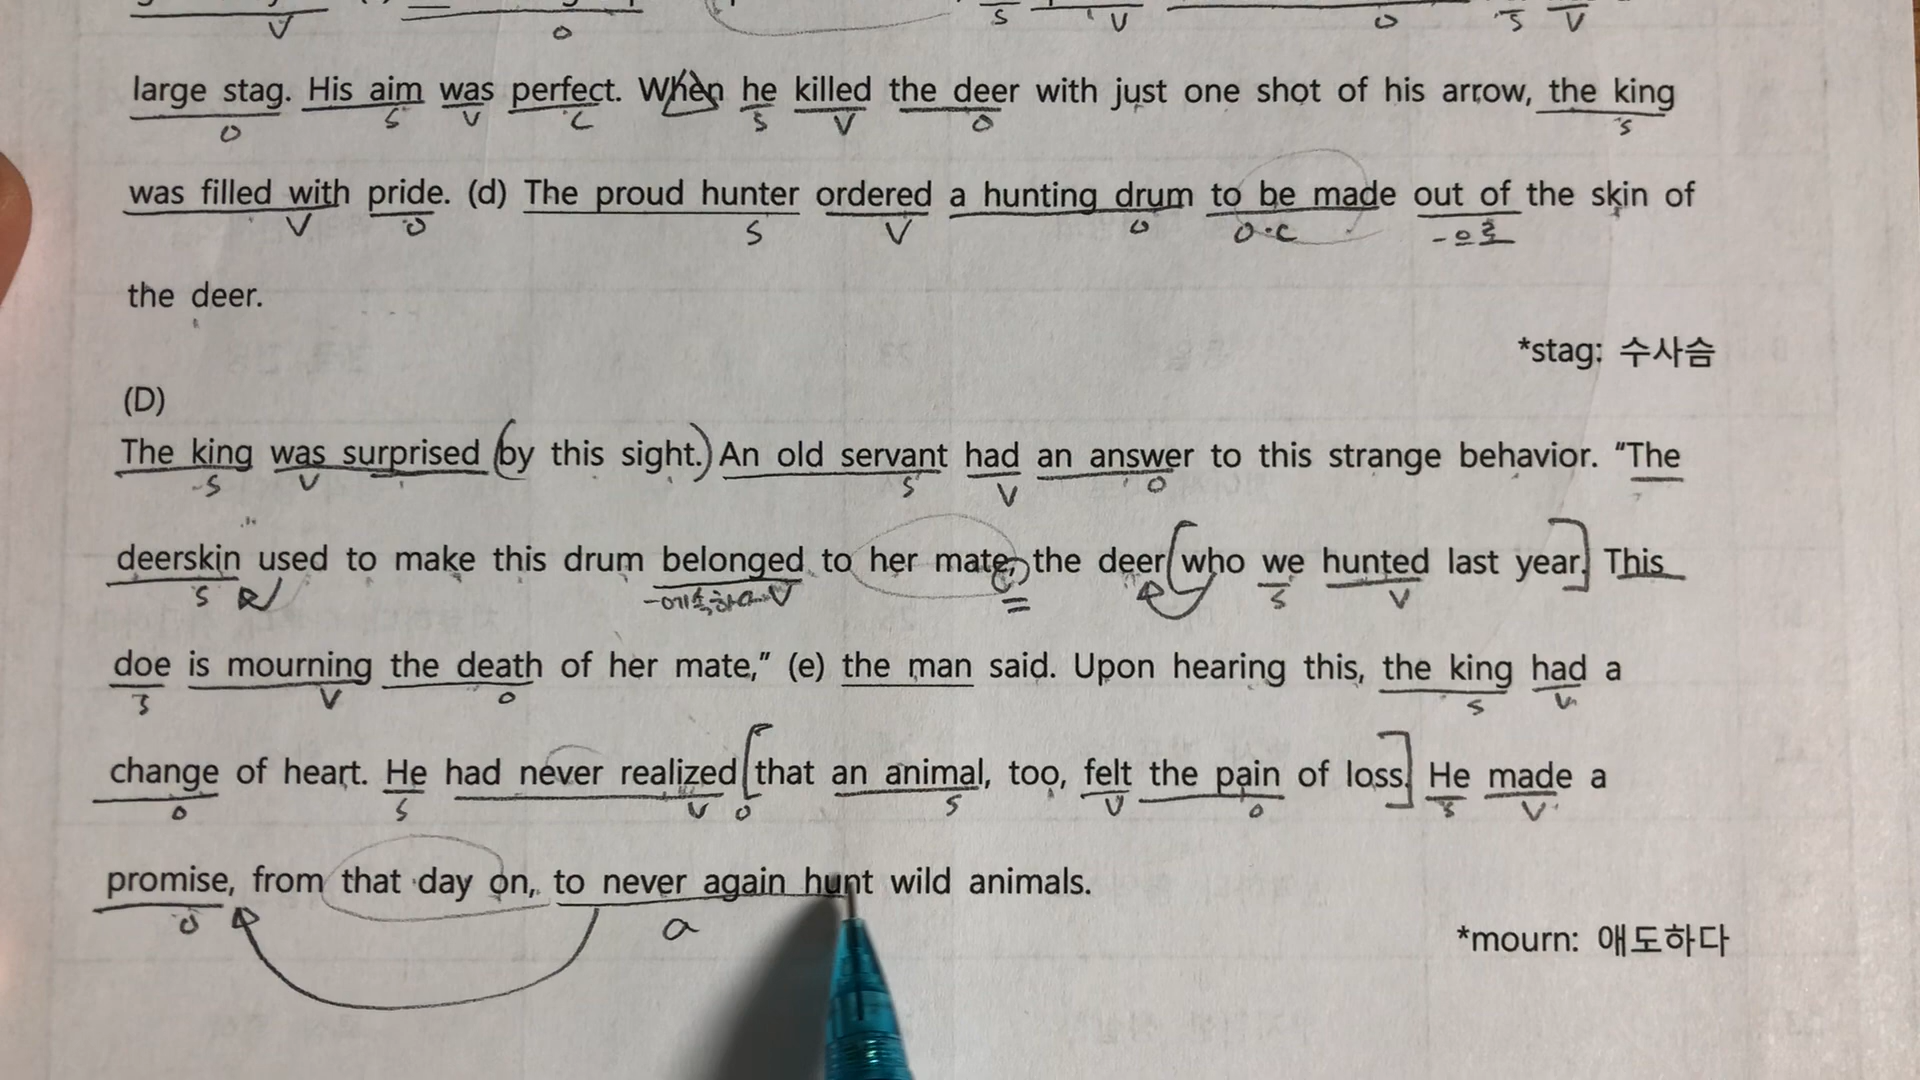 S V O S V O S V
large stag. His aim was perfect. When he killed the deer with just one shot of his arrow, the king
O S V C S V O S
was filled with pride. (d) The proud hunter ordered a hunting drum to be made out of the skin of
V O S V O O.C -으로
the deer.
*stag: 수사슴
(D)
The king was surprised (by this sight.) An old servant had an answer to this strange behavior. “The
S V S V O
deerskin used to make this drum belonged to her mate, the deer [who we hunted last year.] This
S -에 속하다 V = S V
doe is mourning the death of her mate,” (e) the man said. Upon hearing this, the king had a
S V O S V
change of heart. He had never realized [that an animal, too, felt the pain of loss.] He made a
O S V O S V O S V
promise, from that day on, to never again hunt wild animals.
O a
*mourn: 애도하다